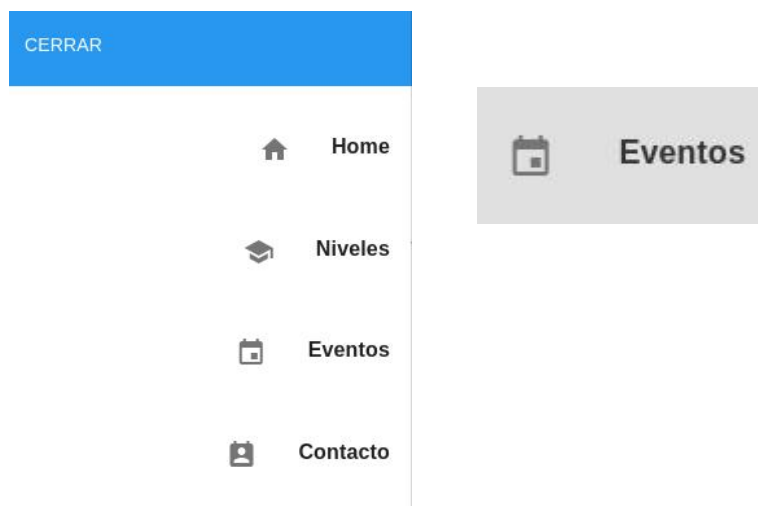 CERRAR
Home
Niveles
Eventos
Contacto
Eventos